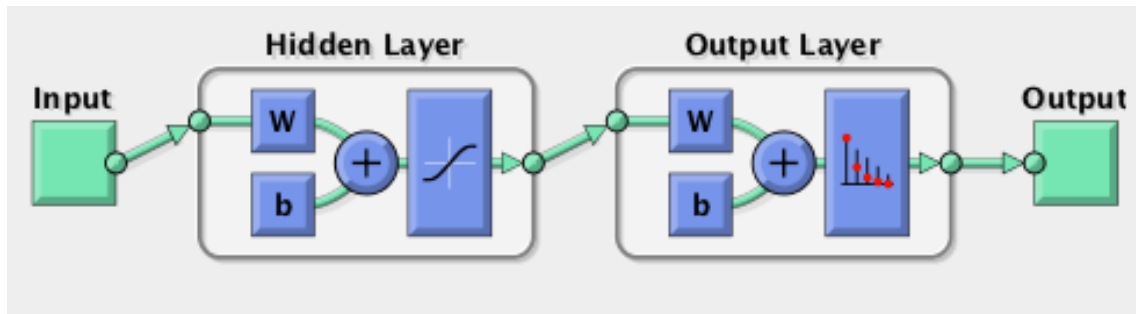 Hidden Layer
Output Layer
Input
W
W
Output
b
b